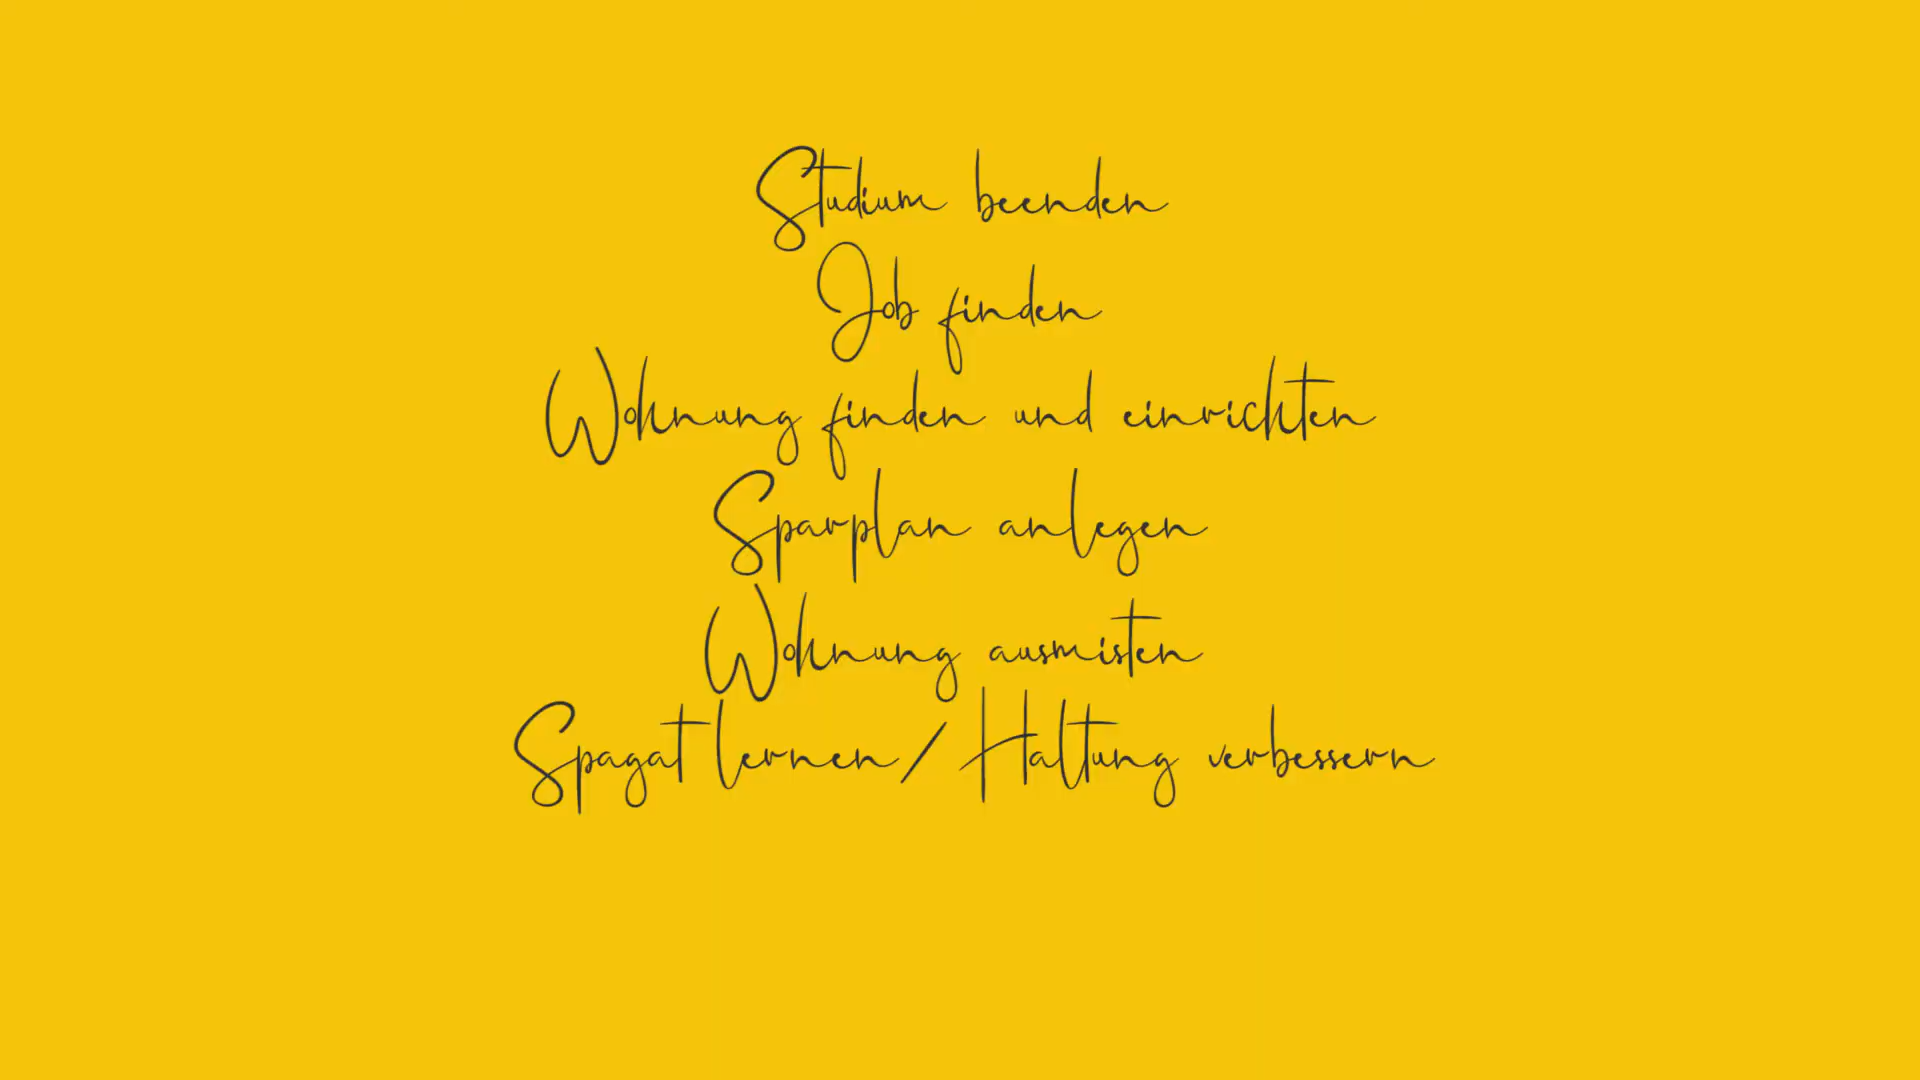 Studium beenden
Job finden
Wohnung finden und einrichten
Sparplan anlegen
Wohnung ausmisten
Spagat lernen/ Haltung verbessern